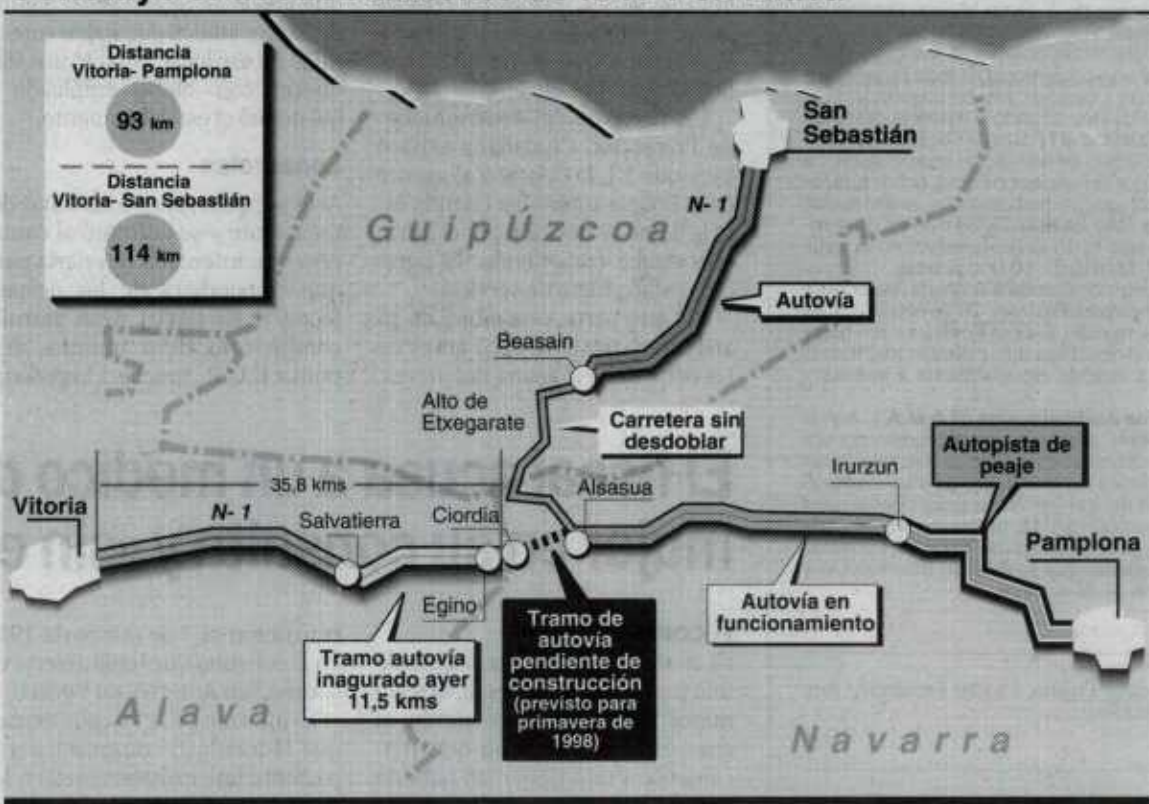 Distancia
Vitoria- Pamplona
93 km
Distancia
Vitoria- San Sebastián
114 km
San
Sebastián
N- 1
GuipÚzcoa
Autovía
Beasain
Alto de
Etxegarate
Carretera sin
desdoblar
Autopista de
peaje
Irurzun
35,8 kms
Alsasua
Vitoria
N- 1
Salvatierra
Ciordia
Pamplona
Egino
Autovía en
funcionamiento
Tramo de
autovía
pendiente de
construcción
(previsto para
primavera de
1998)
Tramo autovía
inagurado ayer
11,5 kms
Alava
Navarra